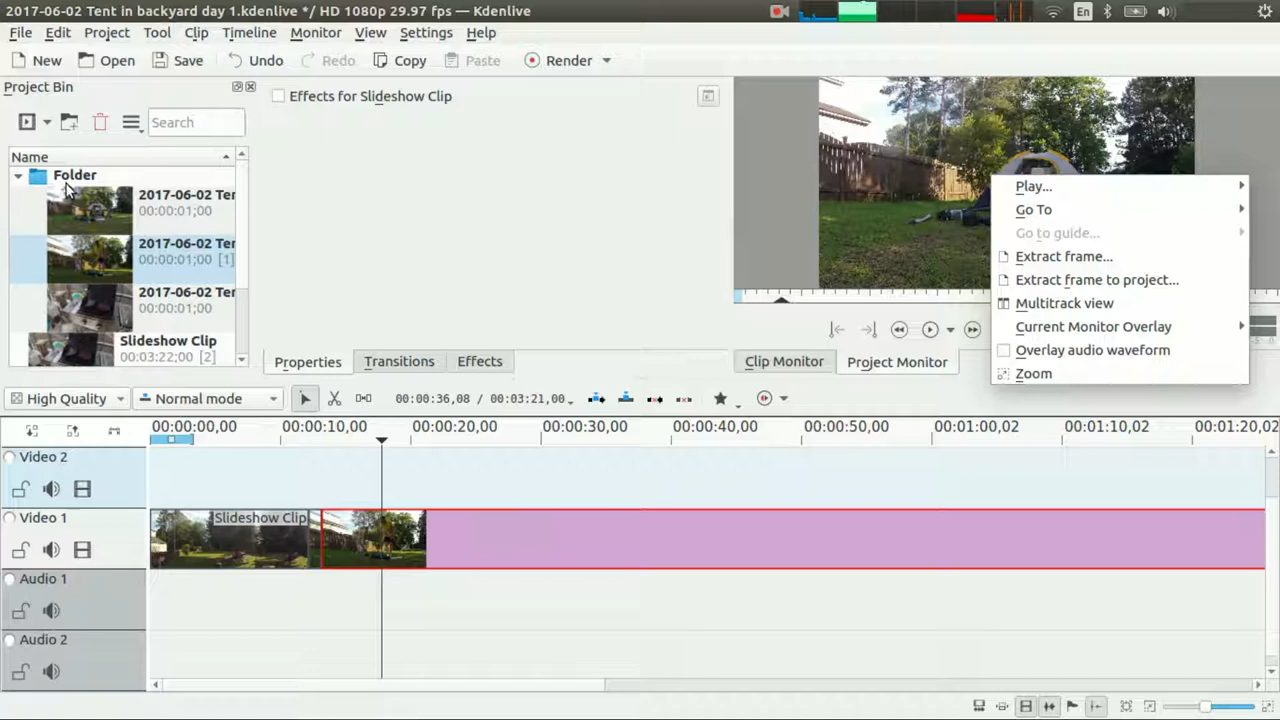 2017-06-02 Tent in backyard day 1.kdenlive */ HD 1080p 29.97 fps — Kdenlive
En
File Edit Project Tool Clip Timeline Monitor View Settings Help
New Open Save Undo Redo Copy Paste Render
Project Bin
Effects for Slideshow Clip
Search
Name
Folder
2017-06-02 Ter
00:00:01;00
2017-06-02 Ter
00:00:01;00 [1]
2017-06-02 Ter
00:00:01;00
Slideshow Clip
00:03:22;00 [2]
Play...
Go To
Go to guide...
Extract frame...
Extract frame to project...
Multitrack view
Current Monitor Overlay
Overlay audio waveform
Zoom
Properties Transitions Effects
Clip Monitor Project Monitor
High Quality Normal mode 00:00:36,08 / 00:03:21,00
00:00:00,00 00:00:10,00 00:00:20,00 00:00:30,00 00:00:40,00 00:00:50,00 00:01:00,02 00:01:10,02 00:01:20,02
Video 2
Video 1
Slideshow Clip
Audio 1
Audio 2